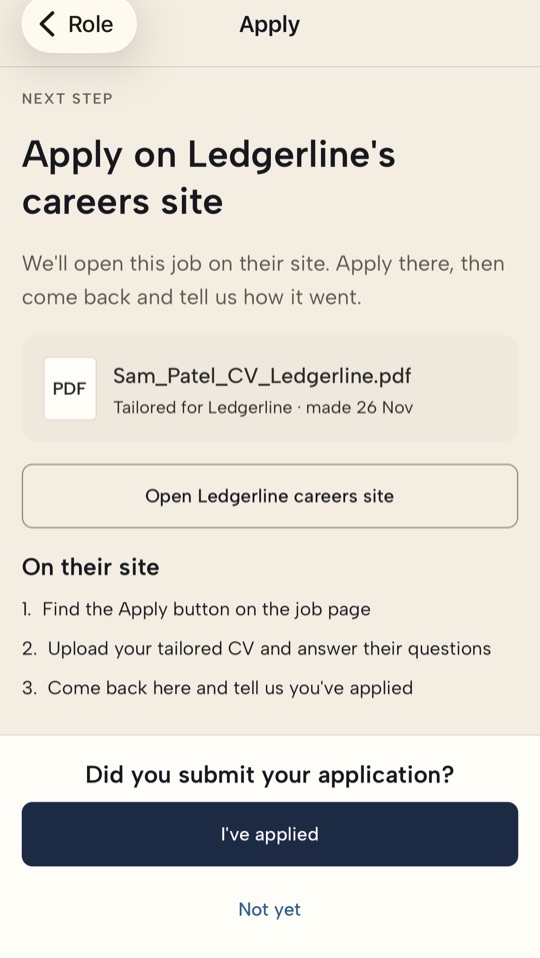 Role
Apply
NEXT STEP
Apply on Ledgerline's
careers site
We'll open this job on their site. Apply there, then
come back and tell us how it went.
PDF
Sam_Patel_CV_Ledgerline.pdf
Tailored for Ledgerline · made 26 Nov
Open Ledgerline careers site
On their site
1. Find the Apply button on the job page
2. Upload your tailored CV and answer their questions
3. Come back here and tell us you've applied
Did you submit your application?
I've applied
Not yet